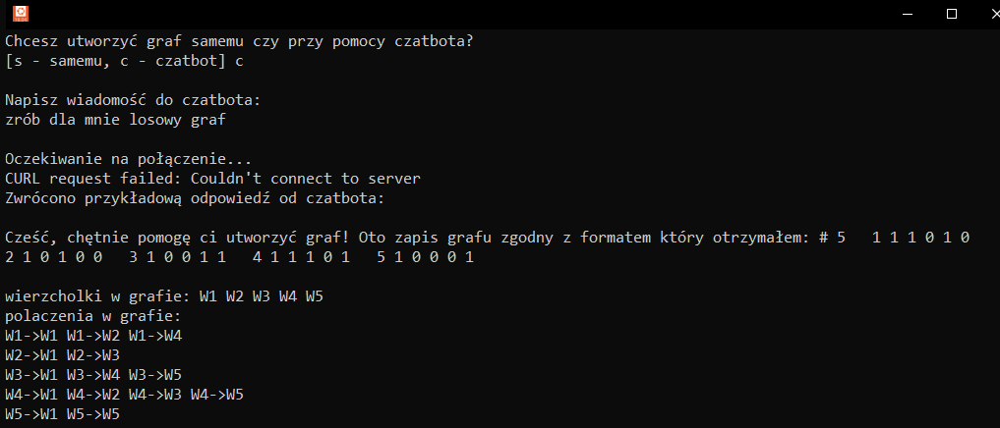 Chcesz utworzyć graf samemu czy przy pomocy czatbota?
[s - samemu, c - czatbot] c
Napisz wiadomość do czatbota:
zrób dla mnie losowy graf
Oczekiwanie na połączenie...
CURL request failed: Couldn't connect to server
Zwrócono przykładową odpowiedź od czatbota:
Cześć, chętnie pomogę ci utworzyć graf! Oto zapis grafu zgodny z formatem który otrzymałem: # 5   1 1 1 0 1 0
2 1 0 1 0 0   3 1 0 0 1 1   4 1 1 1 0 1   5 1 0 0 0 1
wierzcholki w grafie: W1 W2 W3 W4 W5
polaczenia w grafie:
W1->W1 W1->W2 W1->W4
W2->W1 W2->W3
W3->W1 W3->W4 W3->W5
W4->W1 W4->W2 W4->W3 W4->W5
W5->W1 W5->W5